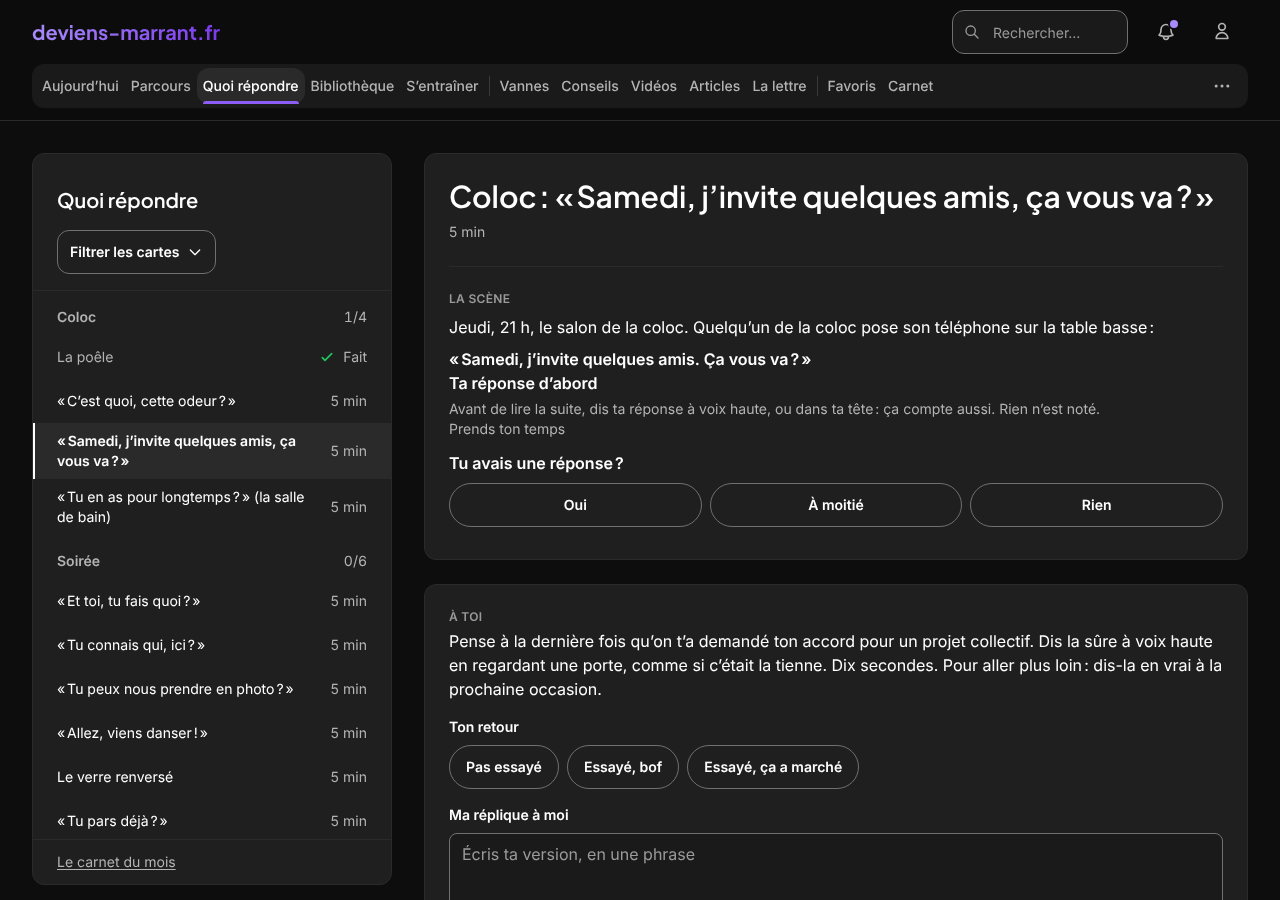 deviens-marrant.fr
Rechercher...
Aujourd’hui Parcours Quoi répondre Bibliothèque S’entraîner Vannes Conseils Vidéos Articles La lettre Favoris Carnet
Quoi répondre
Filtrer les cartes
Coloc 1/4
La poêle Fait
« C’est quoi, cette odeur ? » 5 min
« Samedi, j’invite quelques amis, ça
vous va ? » 5 min
« Tu en as pour longtemps ? » (la salle
de bain) 5 min
Soirée 0/6
« Et toi, tu fais quoi ? » 5 min
« Tu connais qui, ici ? » 5 min
« Tu peux nous prendre en photo ? » 5 min
« Allez, viens danser ! » 5 min
Le verre renversé 5 min
« Tu pars déjà ? » 5 min
Le carnet du mois
Coloc : « Samedi, j’invite quelques amis, ça vous va ? »
5 min
LA SCÈNE
Jeudi, 21 h, le salon de la coloc. Quelqu’un de la coloc pose son téléphone sur la table basse :
« Samedi, j’invite quelques amis. Ça vous va ? »
Ta réponse d’abord
Avant de lire la suite, dis ta réponse à voix haute, ou dans ta tête : ça compte aussi. Rien n’est noté.
Prends ton temps
Tu avais une réponse ?
Oui À moitié Rien
À TOI
Pense à la dernière fois qu’on t’a demandé ton accord pour un projet collectif. Dis la sûre à voix haute
en regardant une porte, comme si c’était la tienne. Dix secondes. Pour aller plus loin : dis-la en vrai à la
prochaine occasion.
Ton retour
Pas essayé Essayé, bof Essayé, ça a marché
Ma réplique à moi
Écris ta version, en une phrase